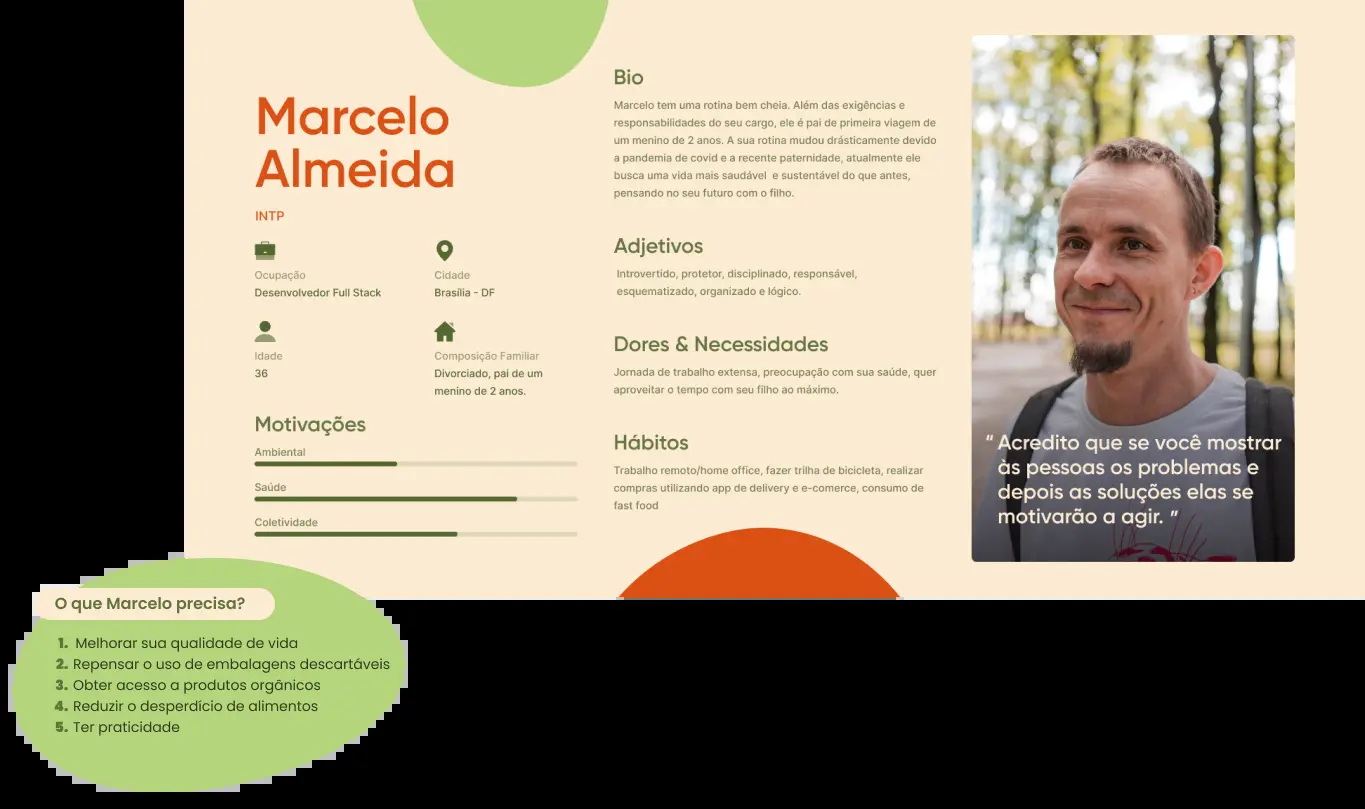 Marcelo
Almeida
INTP
Ocupação
Desenvolvedor Full Stack
Cidade
Brasília - DF
Idade
36
Composição Familiar
Divorciado, pai de um
menino de 2 anos.
Motivações
Ambiental
Saúde
Coletividade
Bio
Marcelo tem uma rotina bem cheia. Além das exigências e
responsabilidades do seu cargo, ele é pai de primeira viagem de
um menino de 2 anos. A sua rotina mudou drásticamente devido
a pandemia de covid e a recente paternidade, atualmente ele
busca uma vida mais saudável e sustentável do que antes,
pensando no seu futuro com o filho.
Adjetivos
Introvertido, protetor, disciplinado, responsável,
esquematizado, organizado e lógico.
Dores & Necessidades
Jornada de trabalho extensa, preocupação com sua saúde, quer
aproveitar o tempo com seu filho ao máximo.
Hábitos
Trabalho remoto/home office, fazer trilha de bicicleta, realizar
compras utilizando app de delivery e e-comerce, consumo de
fast food
“ Acredito que se você mostrar
às pessoas os problemas e
depois as soluções elas se
motivarão a agir. ”
O que Marcelo precisa?
1. Melhorar sua qualidade de vida
2. Repensar o uso de embalagens descartáveis
3. Obter acesso a produtos orgânicos
4. Reduzir o desperdício de alimentos
5. Ter praticidade